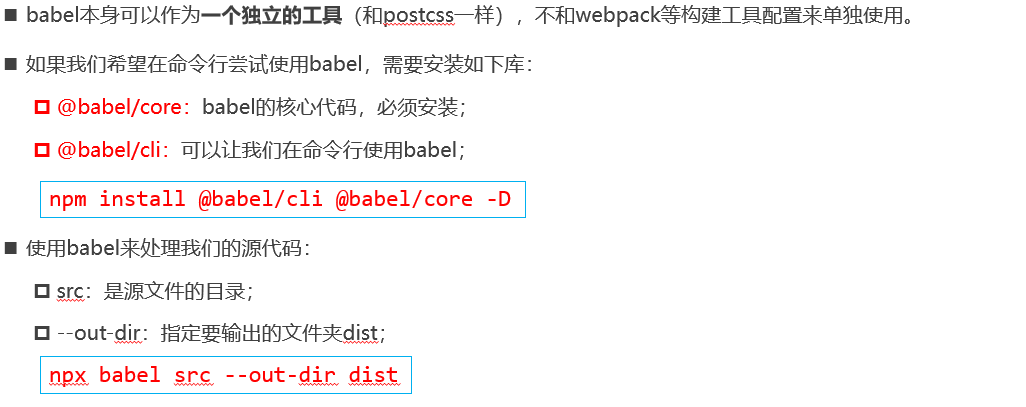 babel本身可以作为一个独立的工具（和postcss一样），不和webpack等构建工具配置来单独使用。
如果我们希望在命令行尝试使用babel，需要安装如下库：
@babel/core：babel的核心代码，必须安装；
@babel/cli：可以让我们在命令行使用babel；
npm install @babel/cli @babel/core -D
使用babel来处理我们的源代码：
src：是源文件的目录；
--out-dir：指定要输出的文件夹dist；
npx babel src --out-dir dist